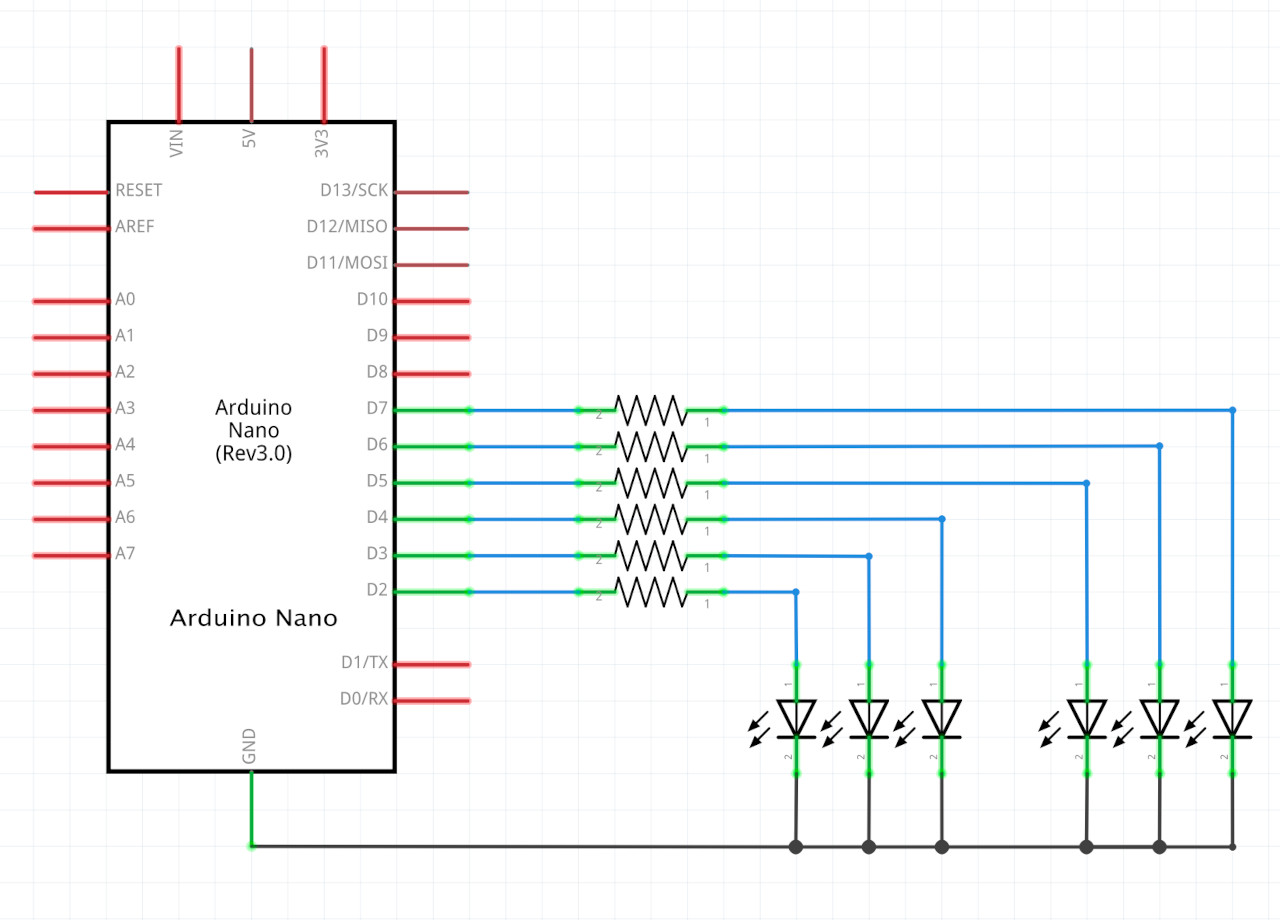 VIN
5V
3V3
RESET
D13/SCK
AREF
D12/MISO
D11/MOSI
A0
D10
A1
D9
A2
D8
A3
D7
Arduino
Nano
(Rev3.0)
A4
D6
A5
D5
A6
D4
A7
D3
D2
Arduino Nano
D1/TX
D0/RX
GND
2 1
2 1
2 1
2 1
2 1
2 1
1 1 1 1 1 1
2 2 2 2 2 2